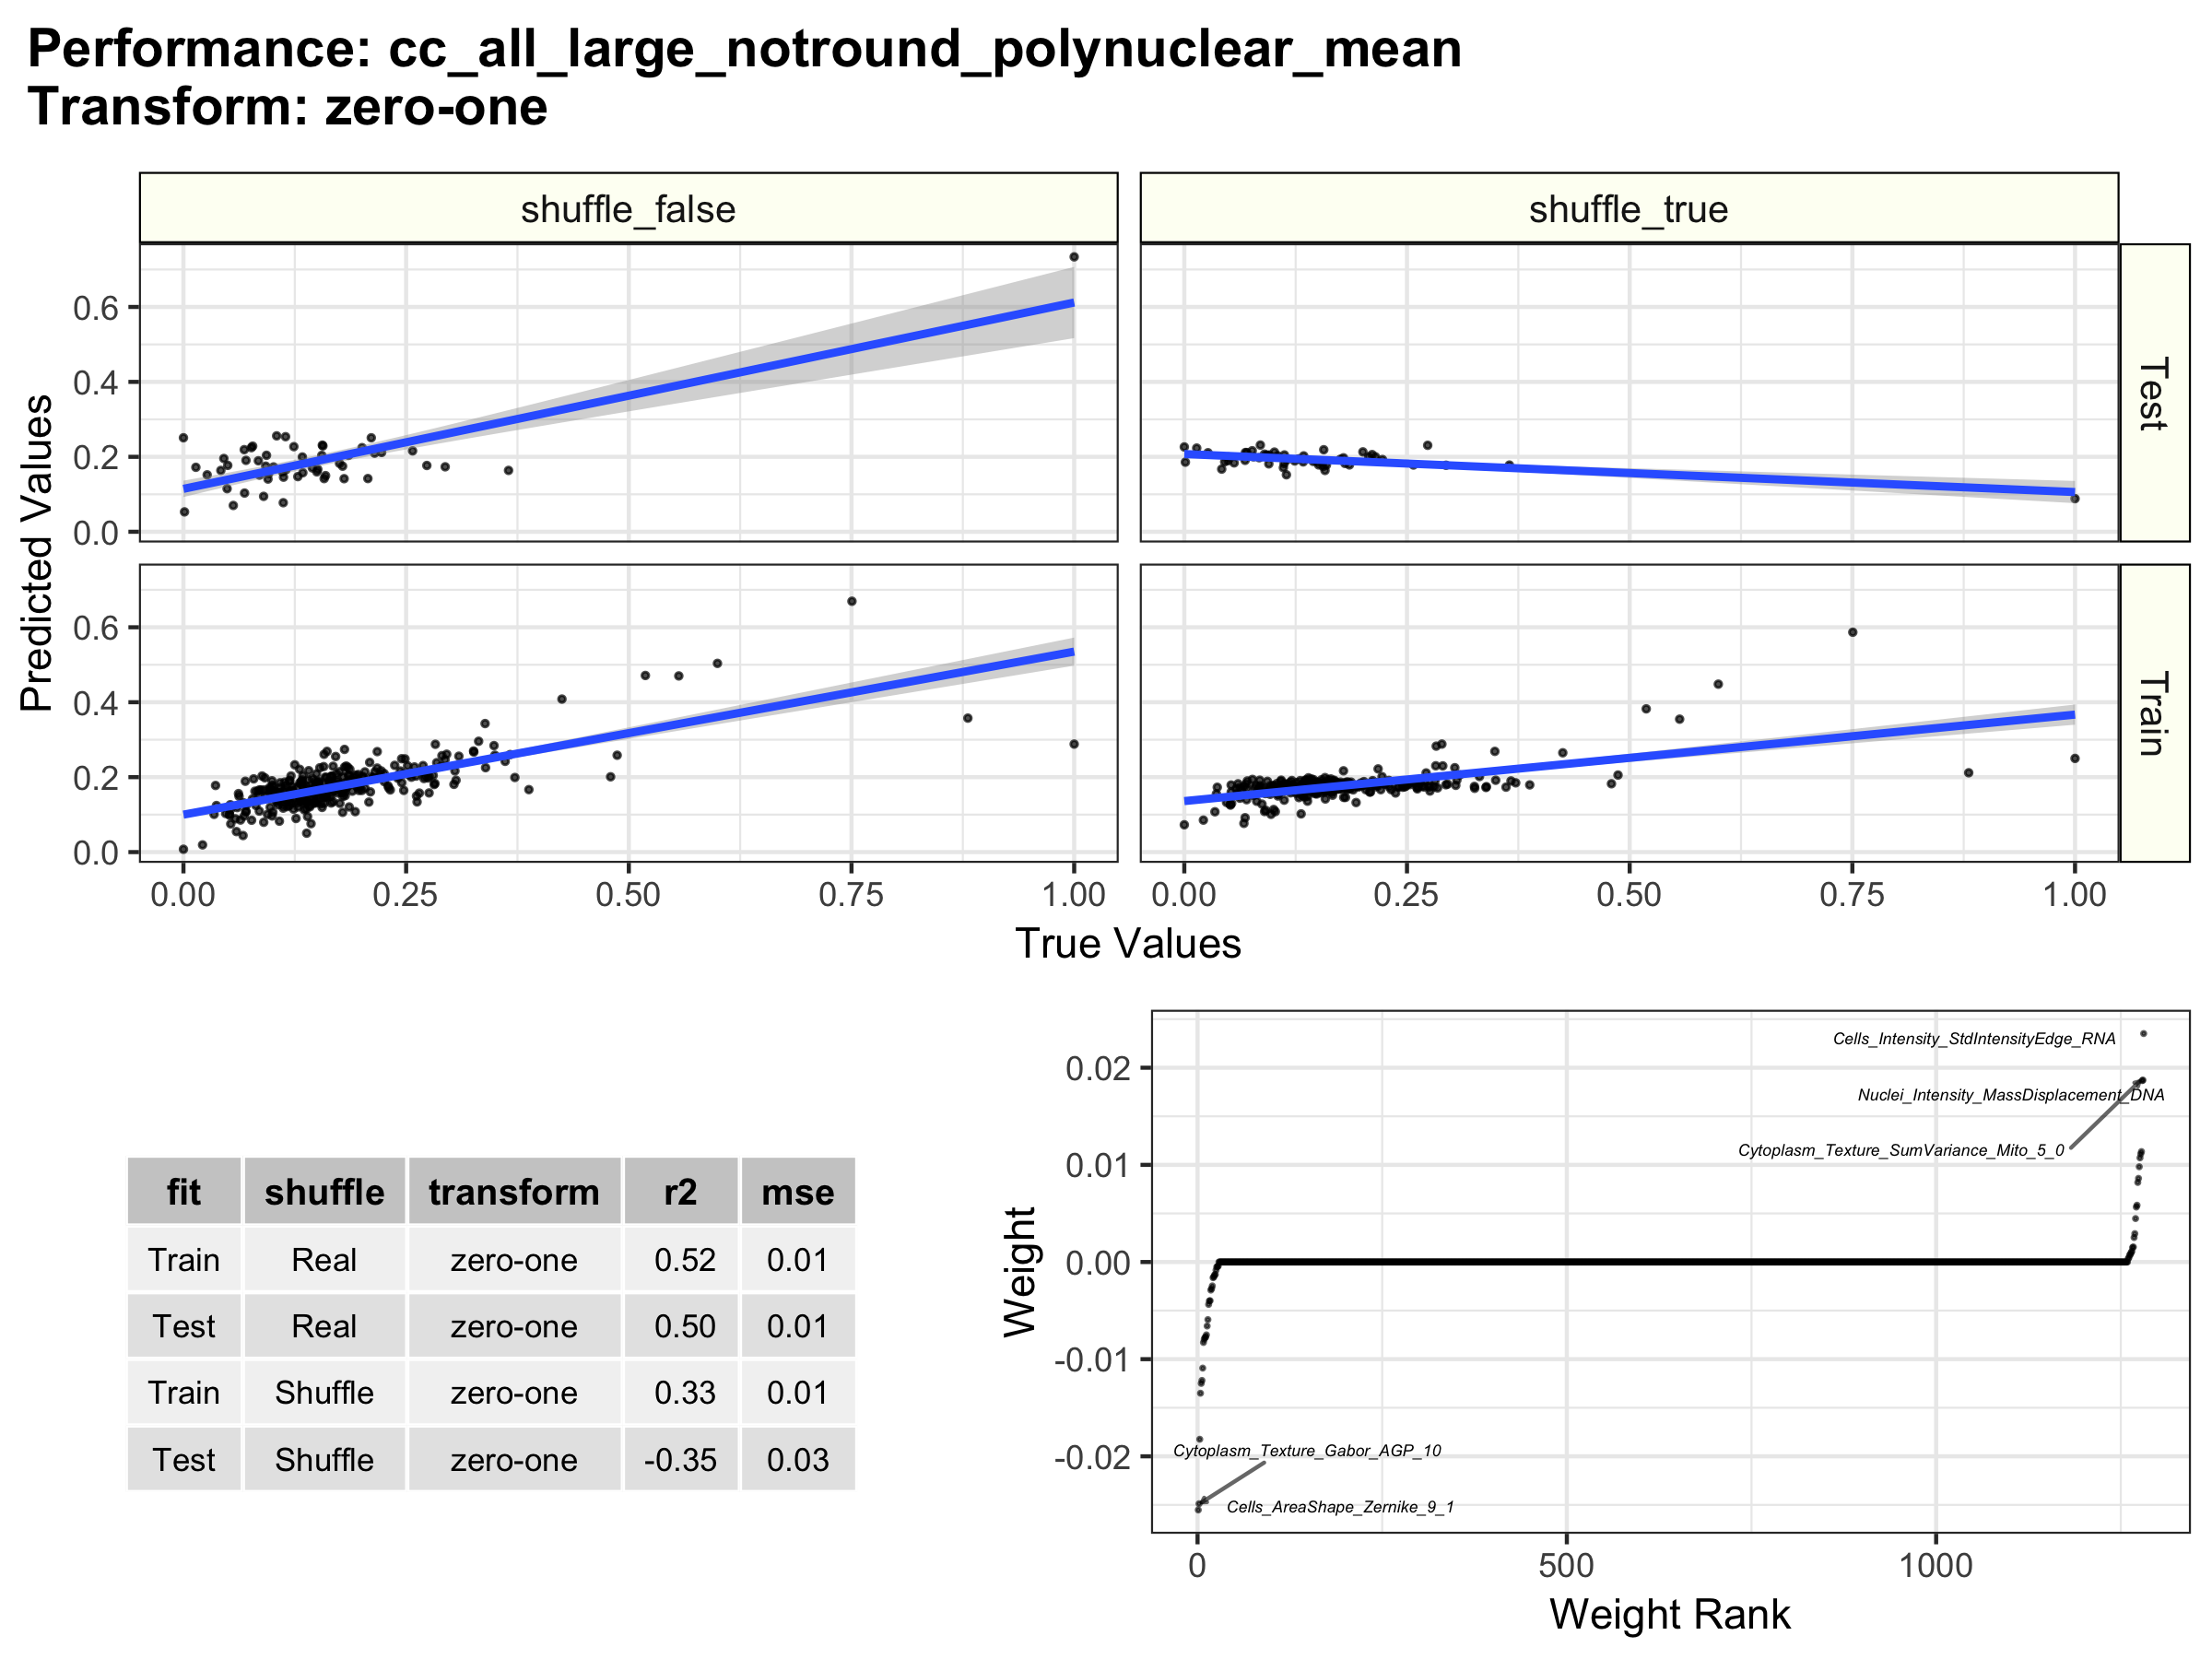 Performance: cc_all_large_notround_polynuclear_mean
Transform: zero-one
shuffle_false
shuffle_true
Predicted Values
0.6
0.4
0.2
0.0
Test
0.6
0.4
0.2
0.0
Train
0.00 0.25 0.50 0.75 1.00
0.00 0.25 0.50 0.75 1.00
True Values
fit shuffle transform r2 mse
Train Real zero-one 0.52 0.01
Test Real zero-one 0.50 0.01
Train Shuffle zero-one 0.33 0.01
Test Shuffle zero-one -0.35 0.03
Weight
0.02
0.01
0.00
-0.01
-0.02
Cells_Intensity_StdIntensityEdge_RNA
Nuclei_Intensity_MassDisplacement_DNA
Cytoplasm_Texture_SumVariance_Mito_5_0
Cytoplasm_Texture_Gabor_AGP_10
Cells_AreaShape_Zernike_9_1
0 500 1000
Weight Rank